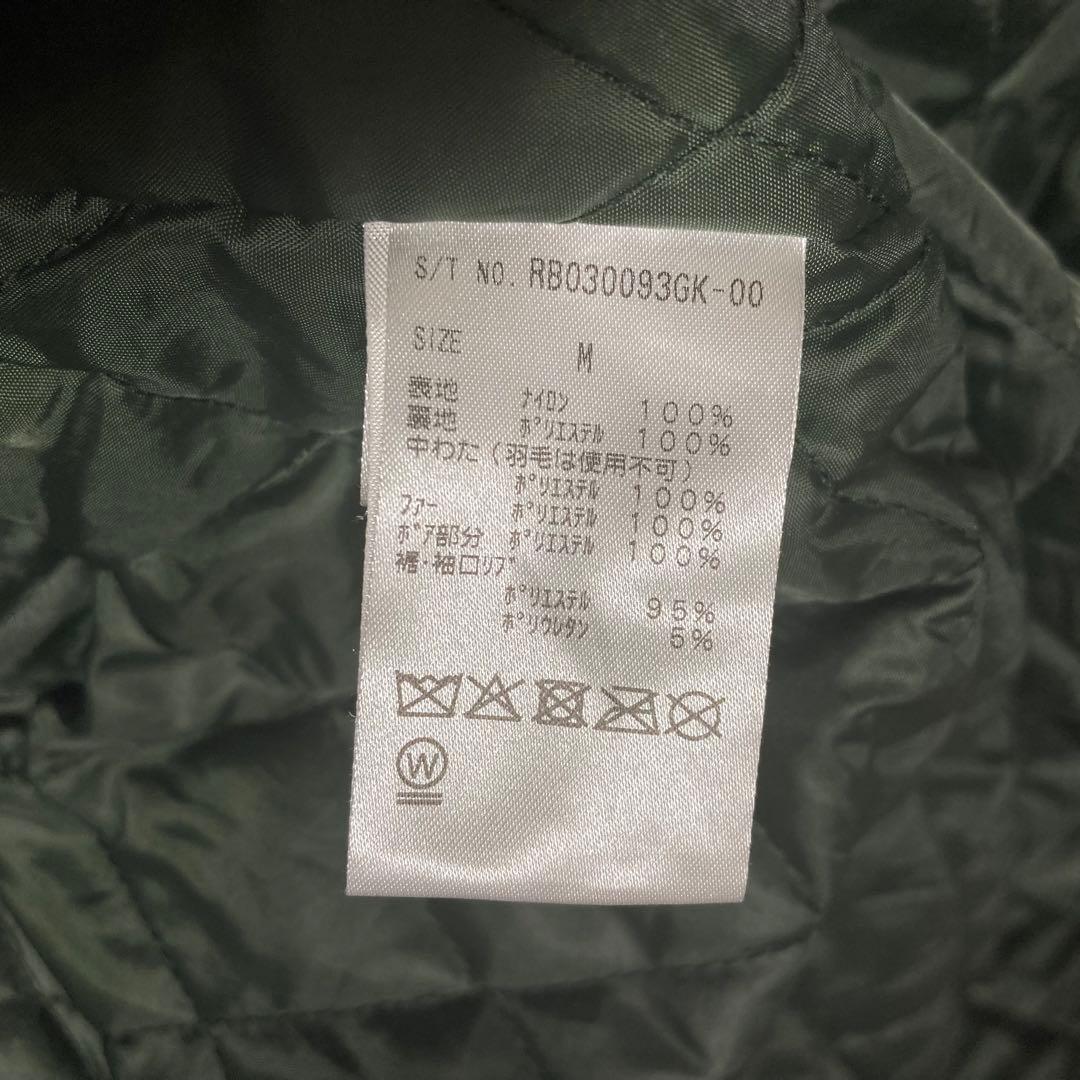 S/T NO. RB030093GK-00
SIZE M
表地 ナイロン 100%
裏地 ポリエステル 100%
中わた(羽毛は使用不可)
ポリエステル 100%
ファー ポリエステル 100%
ボア部分 ポリエステル 100%
裾・袖口リブ
ポリエステル 95%
ポリウレタン 5%
W